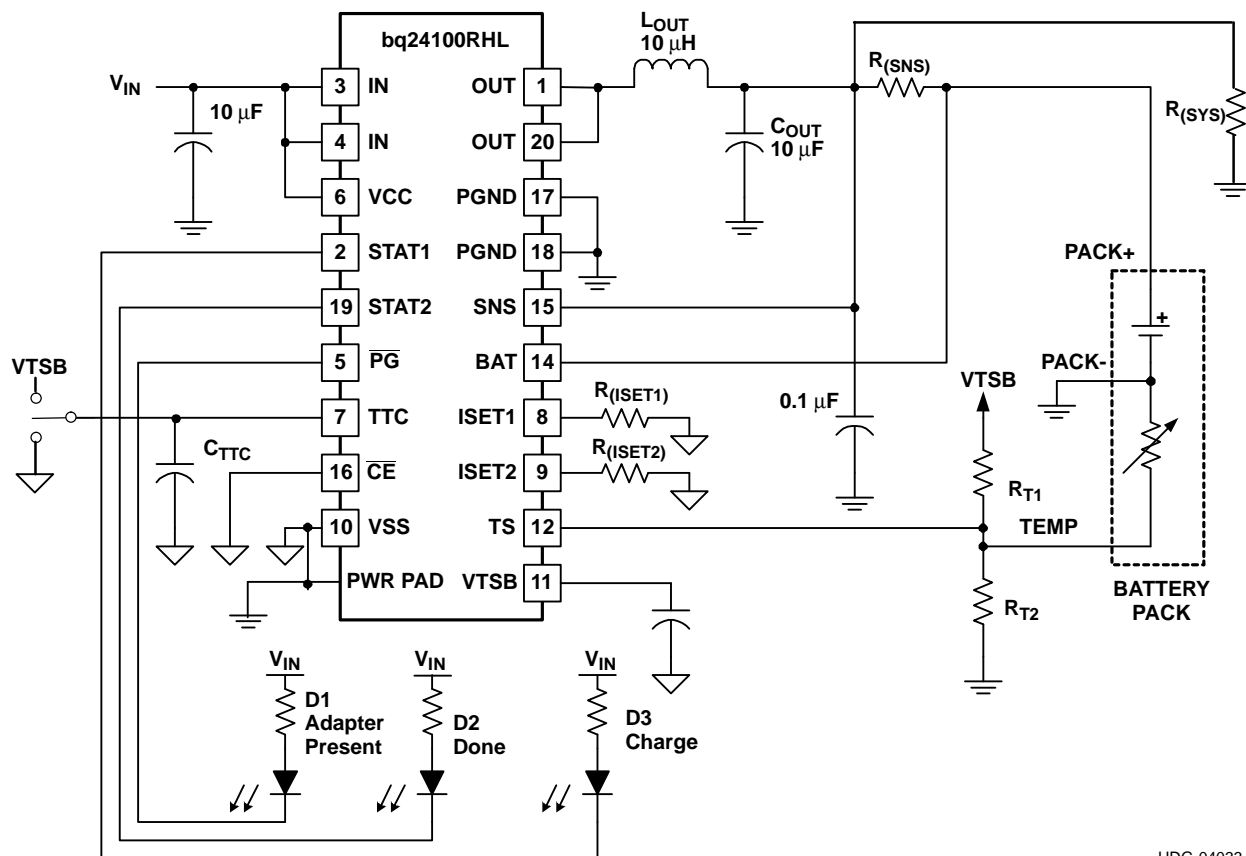 bq24100RHL
L_OUT
10 μH
V_IN
10 μF
3 IN
4 IN
6 VCC
2 STAT1
19 STAT2
5 P̅G̅
7 TTC
16 C̅E̅
10 VSS
PWR PAD
OUT 1
OUT 20
PGND 17
PGND 18
SNS 15
BAT 14
ISET1 8
ISET2 9
TS 12
VTSB 11
C_OUT
10 μF
R_(SNS)
R_(SYS)
VTSB
C_TTC
R_(ISET1)
R_(ISET2)
0.1 μF
PACK+
+
PACK-
VTSB
R_T1
TEMP
R_T2
BATTERY
PACK
V_IN
D1
Adapter
Present
V_IN
D2
Done
V_IN
D3
Charge